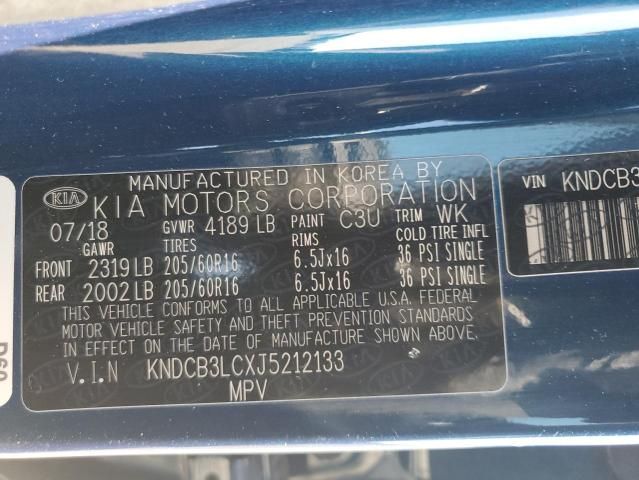 MANUFACTURED IN KOREA BY
KIA KIA MOTORS CORPORATION
07/18 GVWR 4189 LB PAINT C3U TRIM WK
GAWR TIRES RIMS COLD TIRE INFL
FRONT 2319 LB 205/60R16 6.5Jx16 36 PSI SINGLE
REAR 2002 LB 205/60R16 6.5Jx16 36 PSI SINGLE
THIS VEHICLE CONFORMS TO ALL APPLICABLE U.S.A. FEDERAL
MOTOR VEHICLE SAFETY AND THEFT PREVENTION STANDARDS
IN EFFECT ON THE DATE OF MANUFACTURE SHOWN ABOVE.
V.I.N KNDCB3LCXJ5212133
MPV
VIN KNDCB3
D60